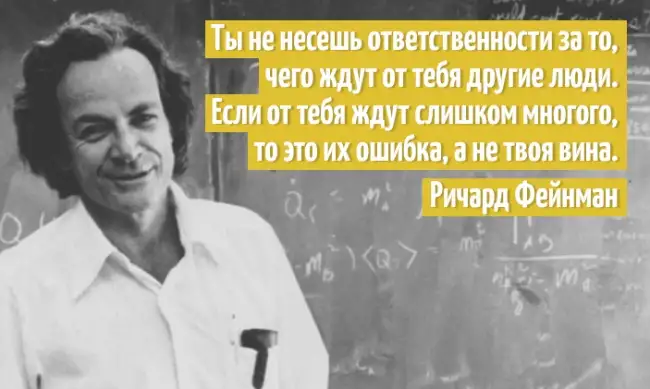 Ты не несешь ответственности за то,
чего ждут от тебя другие люди.
Если от тебя ждут слишком многого,
то это их ошибка, а не твоя вина.
Ричард Фейнман